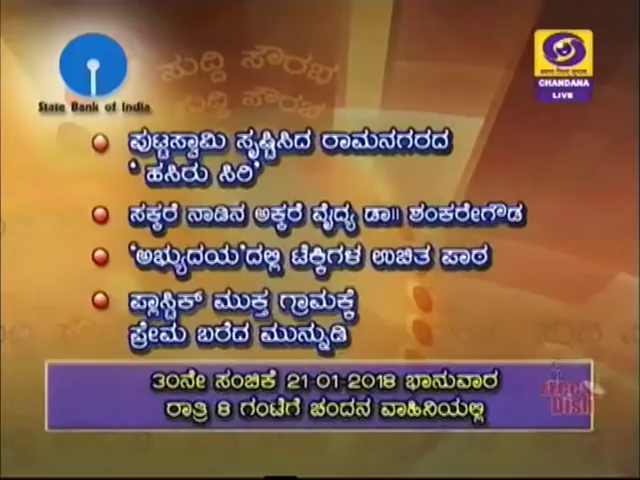 ಸುದ್ದಿ ಸೌರಭ
ಸುದ್ದಿ ಸೌರಭ
State Bank of India
CHANDANA
LIVE
ಪುಟ್ಟಸ್ವಾಮಿ ಸೃಷ್ಟಿಸಿದ ರಾಮನಗರದ
‘ ಹಸಿರು ಸಿರಿ’
ಸಕ್ಕರೆ ನಾಡಿನ ಅಕ್ಕರೆ ವೈದ್ಯ ಡಾ॥ ಶಂಕರೇಗೌಡ
‘ಅಭ್ಯುದಯ’ದಲ್ಲಿ ಟೆಕ್ಕಿಗಳ ಉಚಿತ ಪಾಠ
ಪ್ಲಾಸ್ಟಿಕ್ ಮುಕ್ತ ಗ್ರಾಮಕ್ಕೆ
ಪ್ರೇಮ ಬರೆದ ಮುನ್ನುಡಿ
30ನೇ ಸಂಚಿಕೆ 21-01-2018 ಭಾನುವಾರ
ರಾತ್ರಿ 8 ಗಂಟೆಗೆ ಚಂದನ ವಾಹಿನಿಯಲ್ಲಿ
Dish